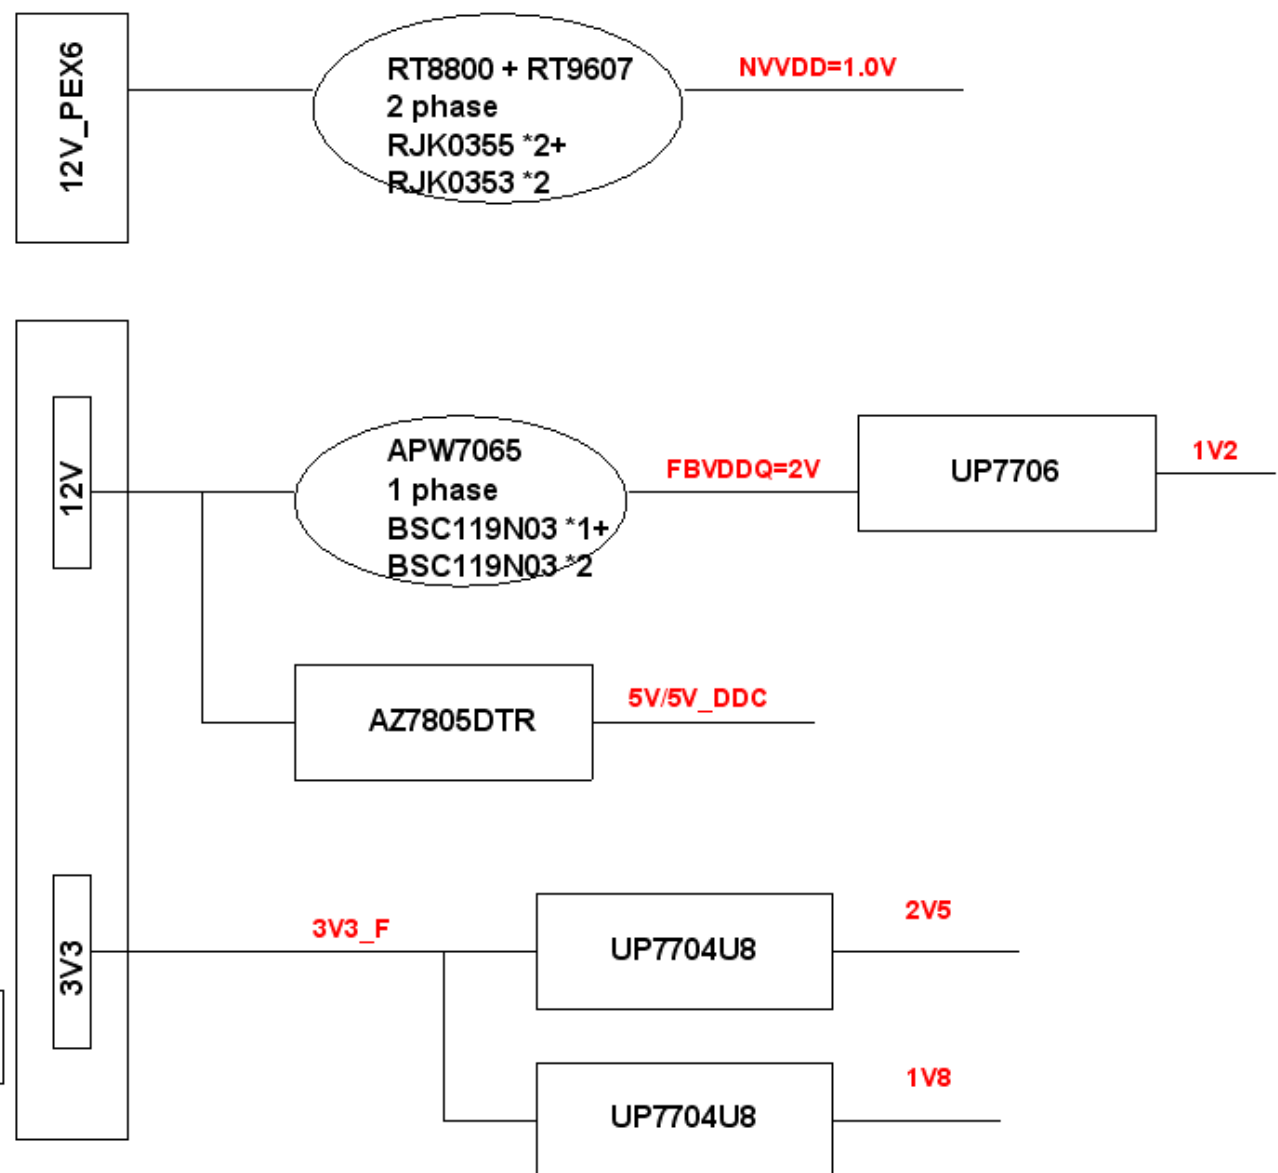 12V_PEX6
RT8800 + RT9607
2 phase
RJK0355 *2+
RJK0353 *2
NVVDD=1.0V
12V
APW7065
1 phase
BSC119N03 *1+
BSC119N03 *2
FBVDDQ=2V
UP7706
1V2
AZ7805DTR
5V/5V_DDC
3V3
3V3_F
UP7704U8
2V5
UP7704U8
1V8